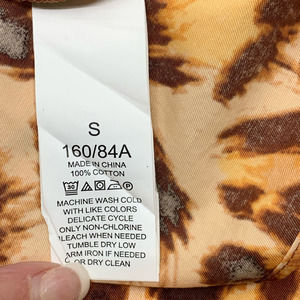 S
160/84A
MADE IN CHINA
100% COTTON
MACHINE WASH COLD
WITH LIKE COLORS
DELICATE CYCLE
ONLY NON-CHLORINE
BLEACH WHEN NEEDED
TUMBLE DRY LOW
ARM IRON IF NEEDED
OR DRY CLEAN